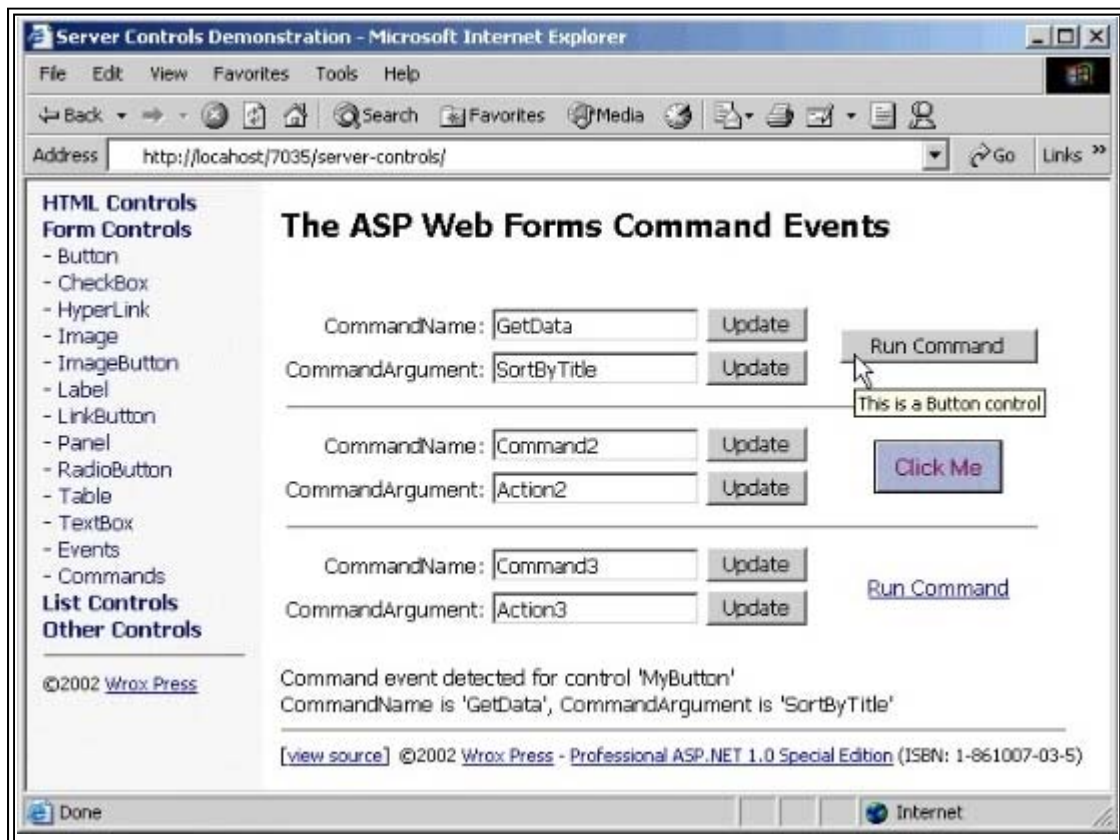 Server Controls Demonstration - Microsoft Internet Explorer
File Edit View Favorites Tools Help
Back Search Favorites Media
Address http://locahost/7035/server-controls/ Go Links »
HTML Controls
Form Controls
- Button
- CheckBox
- HyperLink
- Image
- ImageButton
- Label
- LinkButton
- Panel
- RadioButton
- Table
- TextBox
- Events
- Commands
List Controls
Other Controls
©2002 Wrox Press
The ASP Web Forms Command Events
CommandName: GetData Update
CommandArgument: SortByTitle Update
Run Command
This is a Button control
CommandName: Command2 Update
CommandArgument: Action2 Update
Click Me
CommandName: Command3 Update
CommandArgument: Action3 Update
Run Command
Command event detected for control 'MyButton'
CommandName is 'GetData', CommandArgument is 'SortByTitle'
[view source] ©2002 Wrox Press - Professional ASP.NET 1.0 Special Edition (ISBN: 1-861007-03-5)
Done Internet